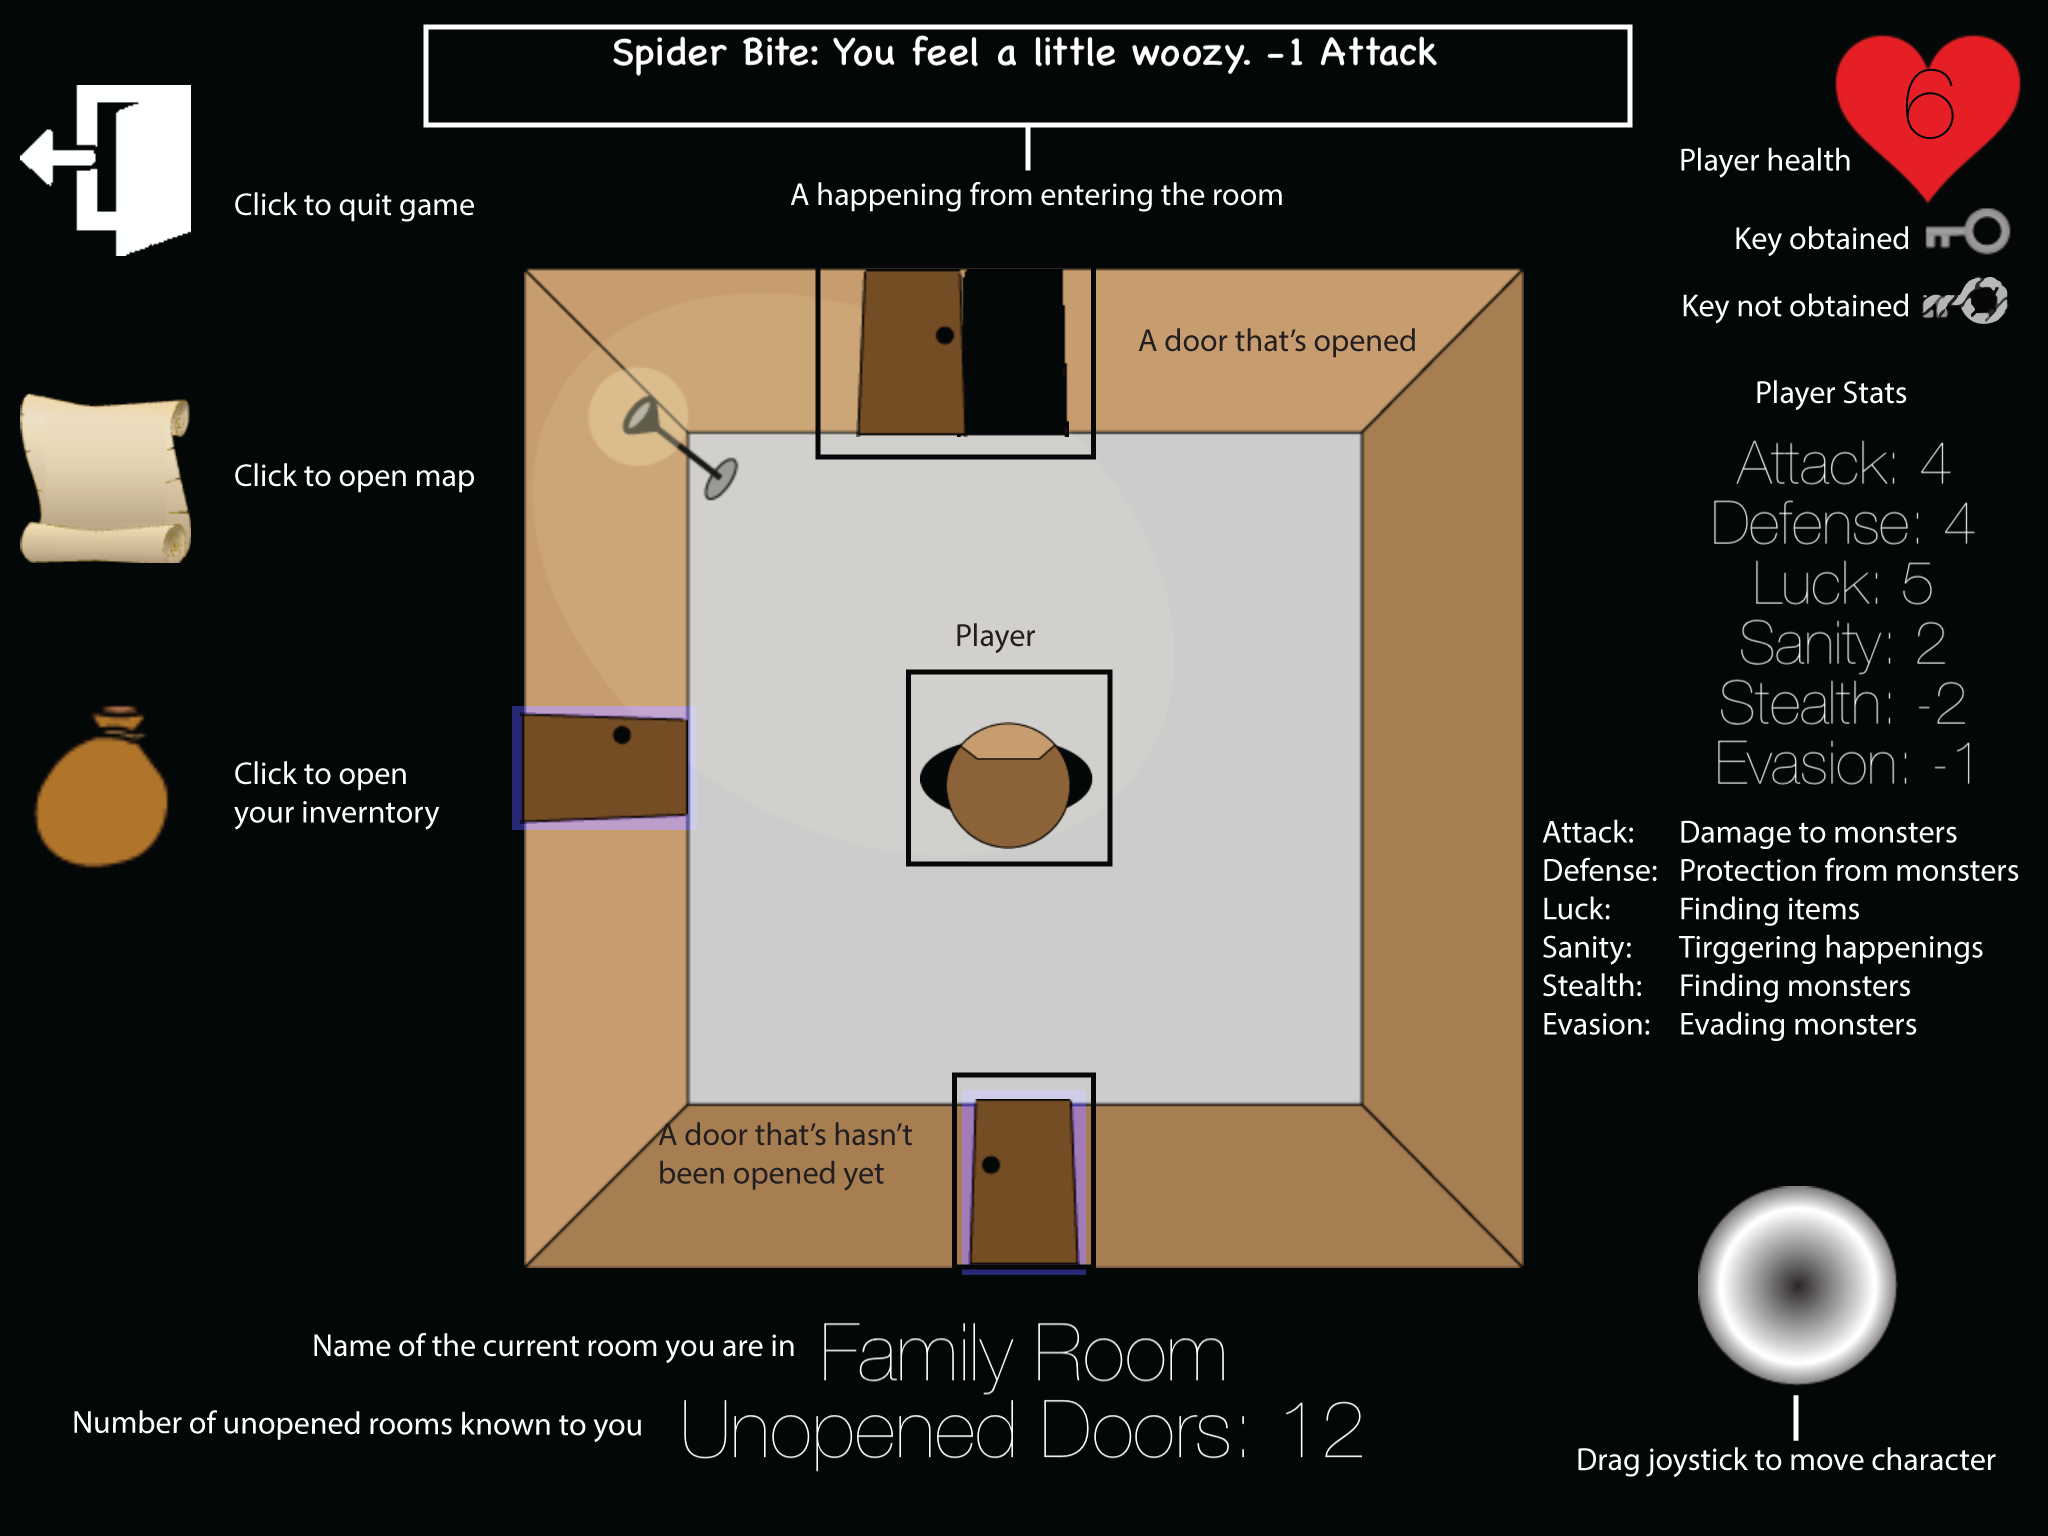 Spider Bite: You feel a little woozy. -1 Attack
6
Player health
A happening from entering the room
Click to quit game
Key obtained
Key not obtained
A door that's opened
Player Stats
Click to open map
Attack: 4
Defense: 4
Luck: 5
Sanity: 2
Stealth: -2
Evasion: -1
Player
Click to open
your inverntory
Attack: Damage to monsters
Defense: Protection from monsters
Luck: Finding items
Sanity: Tirggering happenings
Stealth: Finding monsters
Evasion: Evading monsters
A door that's hasn't
been opened yet
Name of the current room you are in
Family Room
Number of unopened rooms known to you
Unopened Doors: 12
Drag joystick to move character